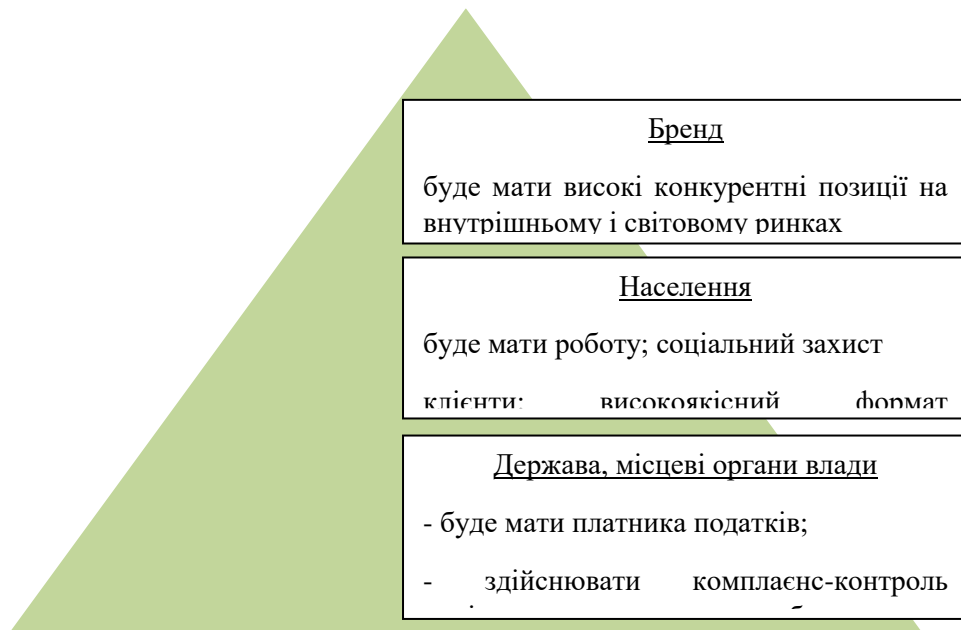 Бренд
буде мати високі конкурентні позиції на
внутрішньому і світовому ринках
Населення
буде мати роботу; соціальний захист
клієнти: високоякісний формат
Держава, місцеві органи влади
- буде мати платника податків;
- здійснювати комплаєнс-контроль